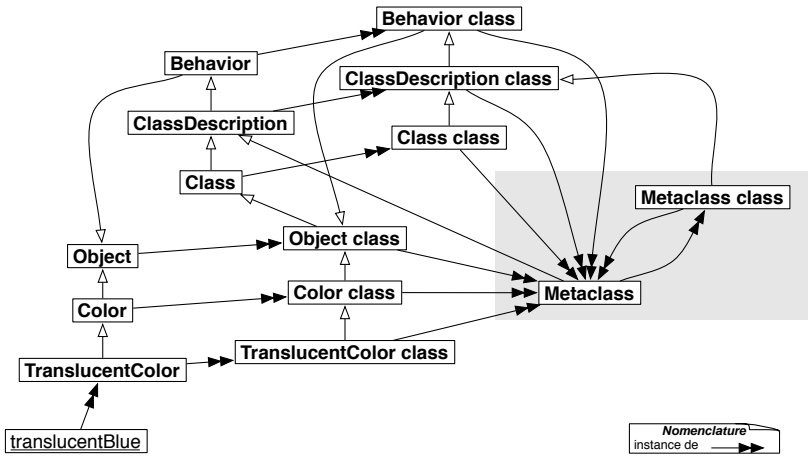 Behavior class
Behavior
ClassDescription class
ClassDescription
Class class
Class
Metaclass class
Object class
Object
Color class
Metaclass
Color
TranslucentColor class
TranslucentColor
translucentBlue
Nomenclature
instance de